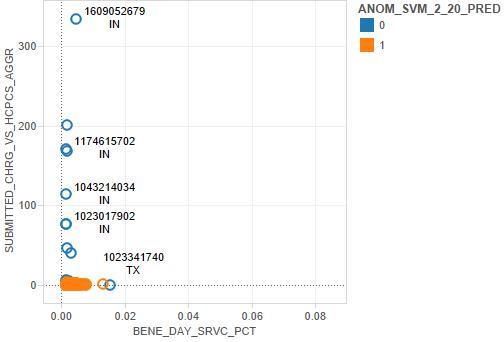 ANOM_SVM_2_20_PRED
0
1
SUBMITTED_CHRG_VS_HCPCS_AGGR
300
200
100
0
1609052679
IN
1174615702
IN
1043214034
IN
1023017902
IN
1023341740
TX
0.00 0.02 0.04 0.06 0.08
BENE_DAY_SRVC_PCT